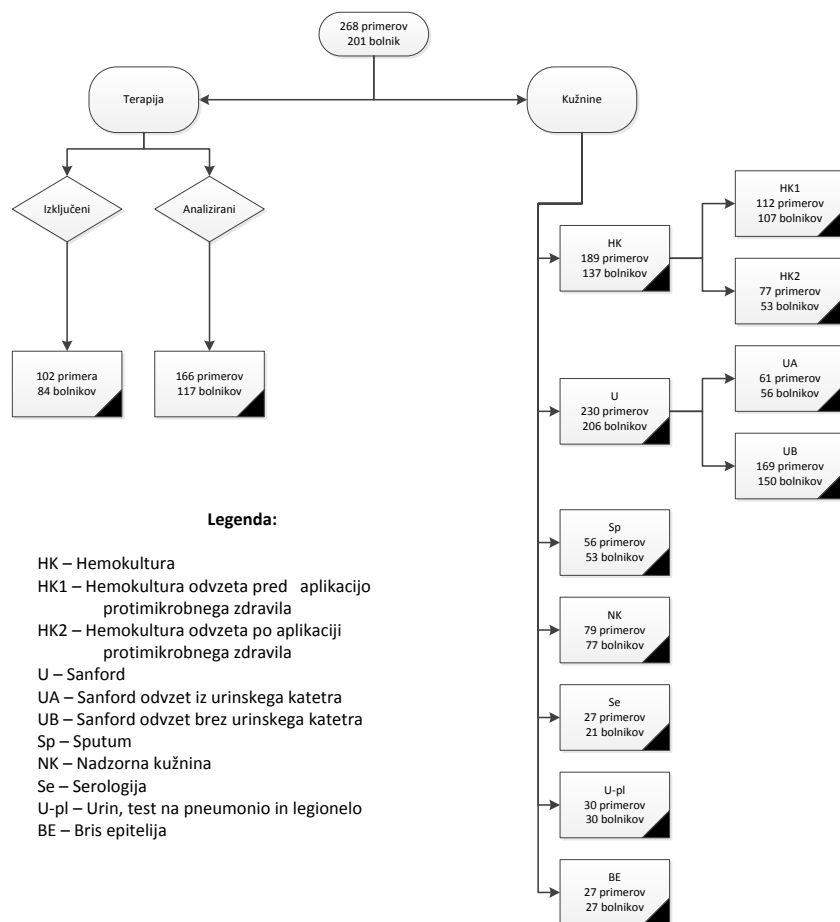 268 primerov
201 bolnik
Terapija
Kužnine
Izključeni
Analizirani
102 primera
84 bolnikov
166 primerov
117 bolnikov
HK
189 primerov
137 bolnikov
HK1
112 primerov
107 bolnikov
HK2
77 primerov
53 bolnikov
U
230 primerov
206 bolnikov
UA
61 primerov
56 bolnikov
UB
169 primerov
150 bolnikov
Sp
56 primerov
53 bolnikov
NK
79 primerov
77 bolnikov
Se
27 primerov
21 bolnikov
U-pl
30 primerov
30 bolnikov
BE
27 primerov
27 bolnikov
Legenda:
HK – Hemokultura
HK1 – Hemokultura odvzeta pred aplikacijo
protimikrobnega zdravila
HK2 – Hemokultura odvzeta po aplikaciji
protimikrobnega zdravila
U – Sanford
UA – Sanford odvzet iz urinskega katetra
UB – Sanford odvzet brez urinskega katetra
Sp – Sputum
NK – Nadzorna kužnina
Se – Serologija
U-pl – Urin, test na pneumonio in legionelo
BE – Bris epitelija